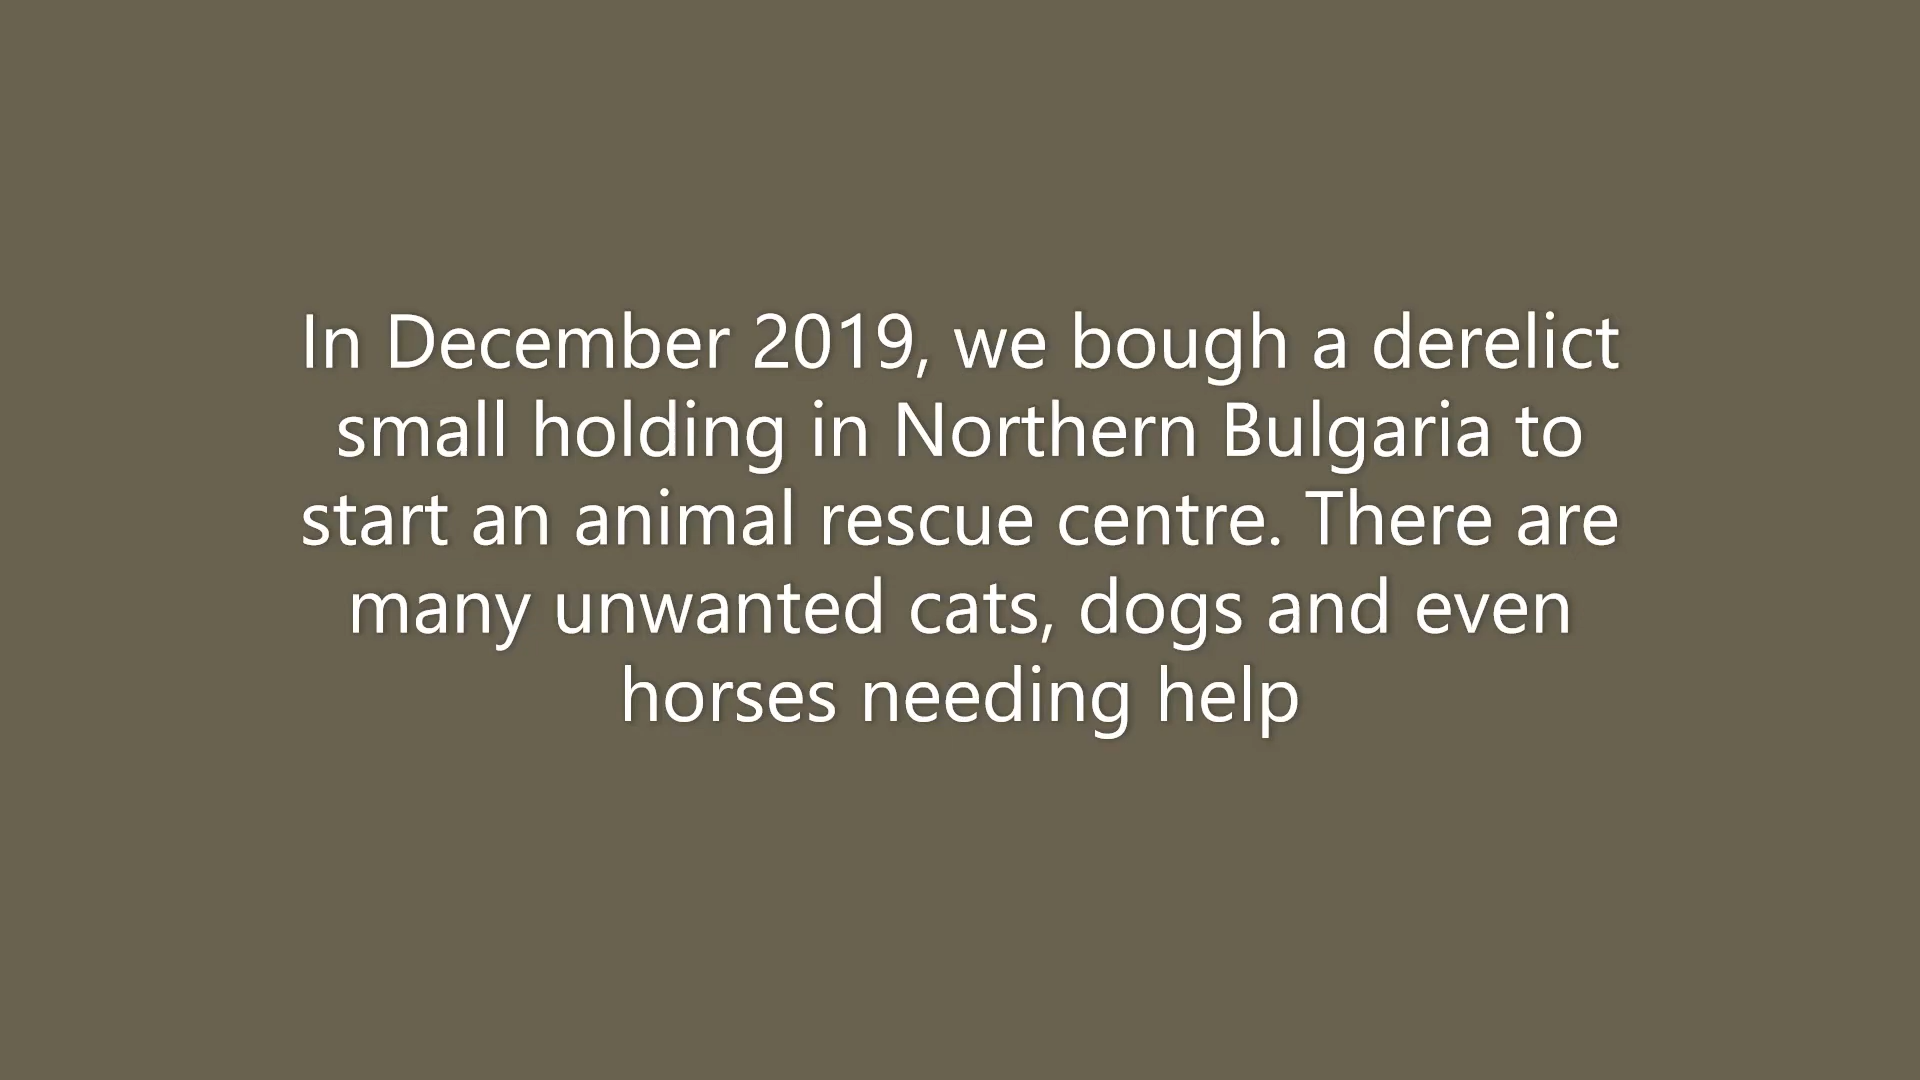 In December 2019, we bough a derelict
small holding in Northern Bulgaria to
start an animal rescue centre. There are
many unwanted cats, dogs and even
horses needing help